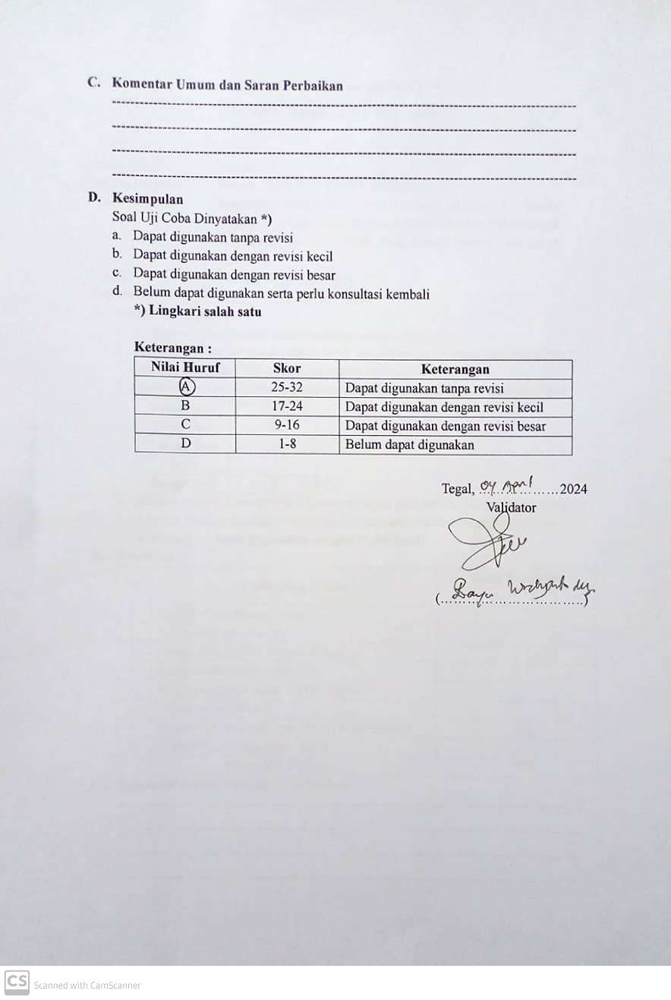 C. Komentar Umum dan Saran Perbaikan
D. Kesimpulan
Soal Uji Coba Dinyatakan *)
a. Dapat digunakan tanpa revisi
b. Dapat digunakan dengan revisi kecil
c. Dapat digunakan dengan revisi besar
d. Belum dapat digunakan serta perlu konsultasi kembali
*) Lingkari salah satu
Keterangan :
Nilai Huruf Skor Keterangan
A 25-32 Dapat digunakan tanpa revisi
B 17-24 Dapat digunakan dengan revisi kecil
C 9-16 Dapat digunakan dengan revisi besar
D 1-8 Belum dapat digunakan
Tegal, 04 April 2024
Validator
(Bayu
CS Scanned with CamScanner